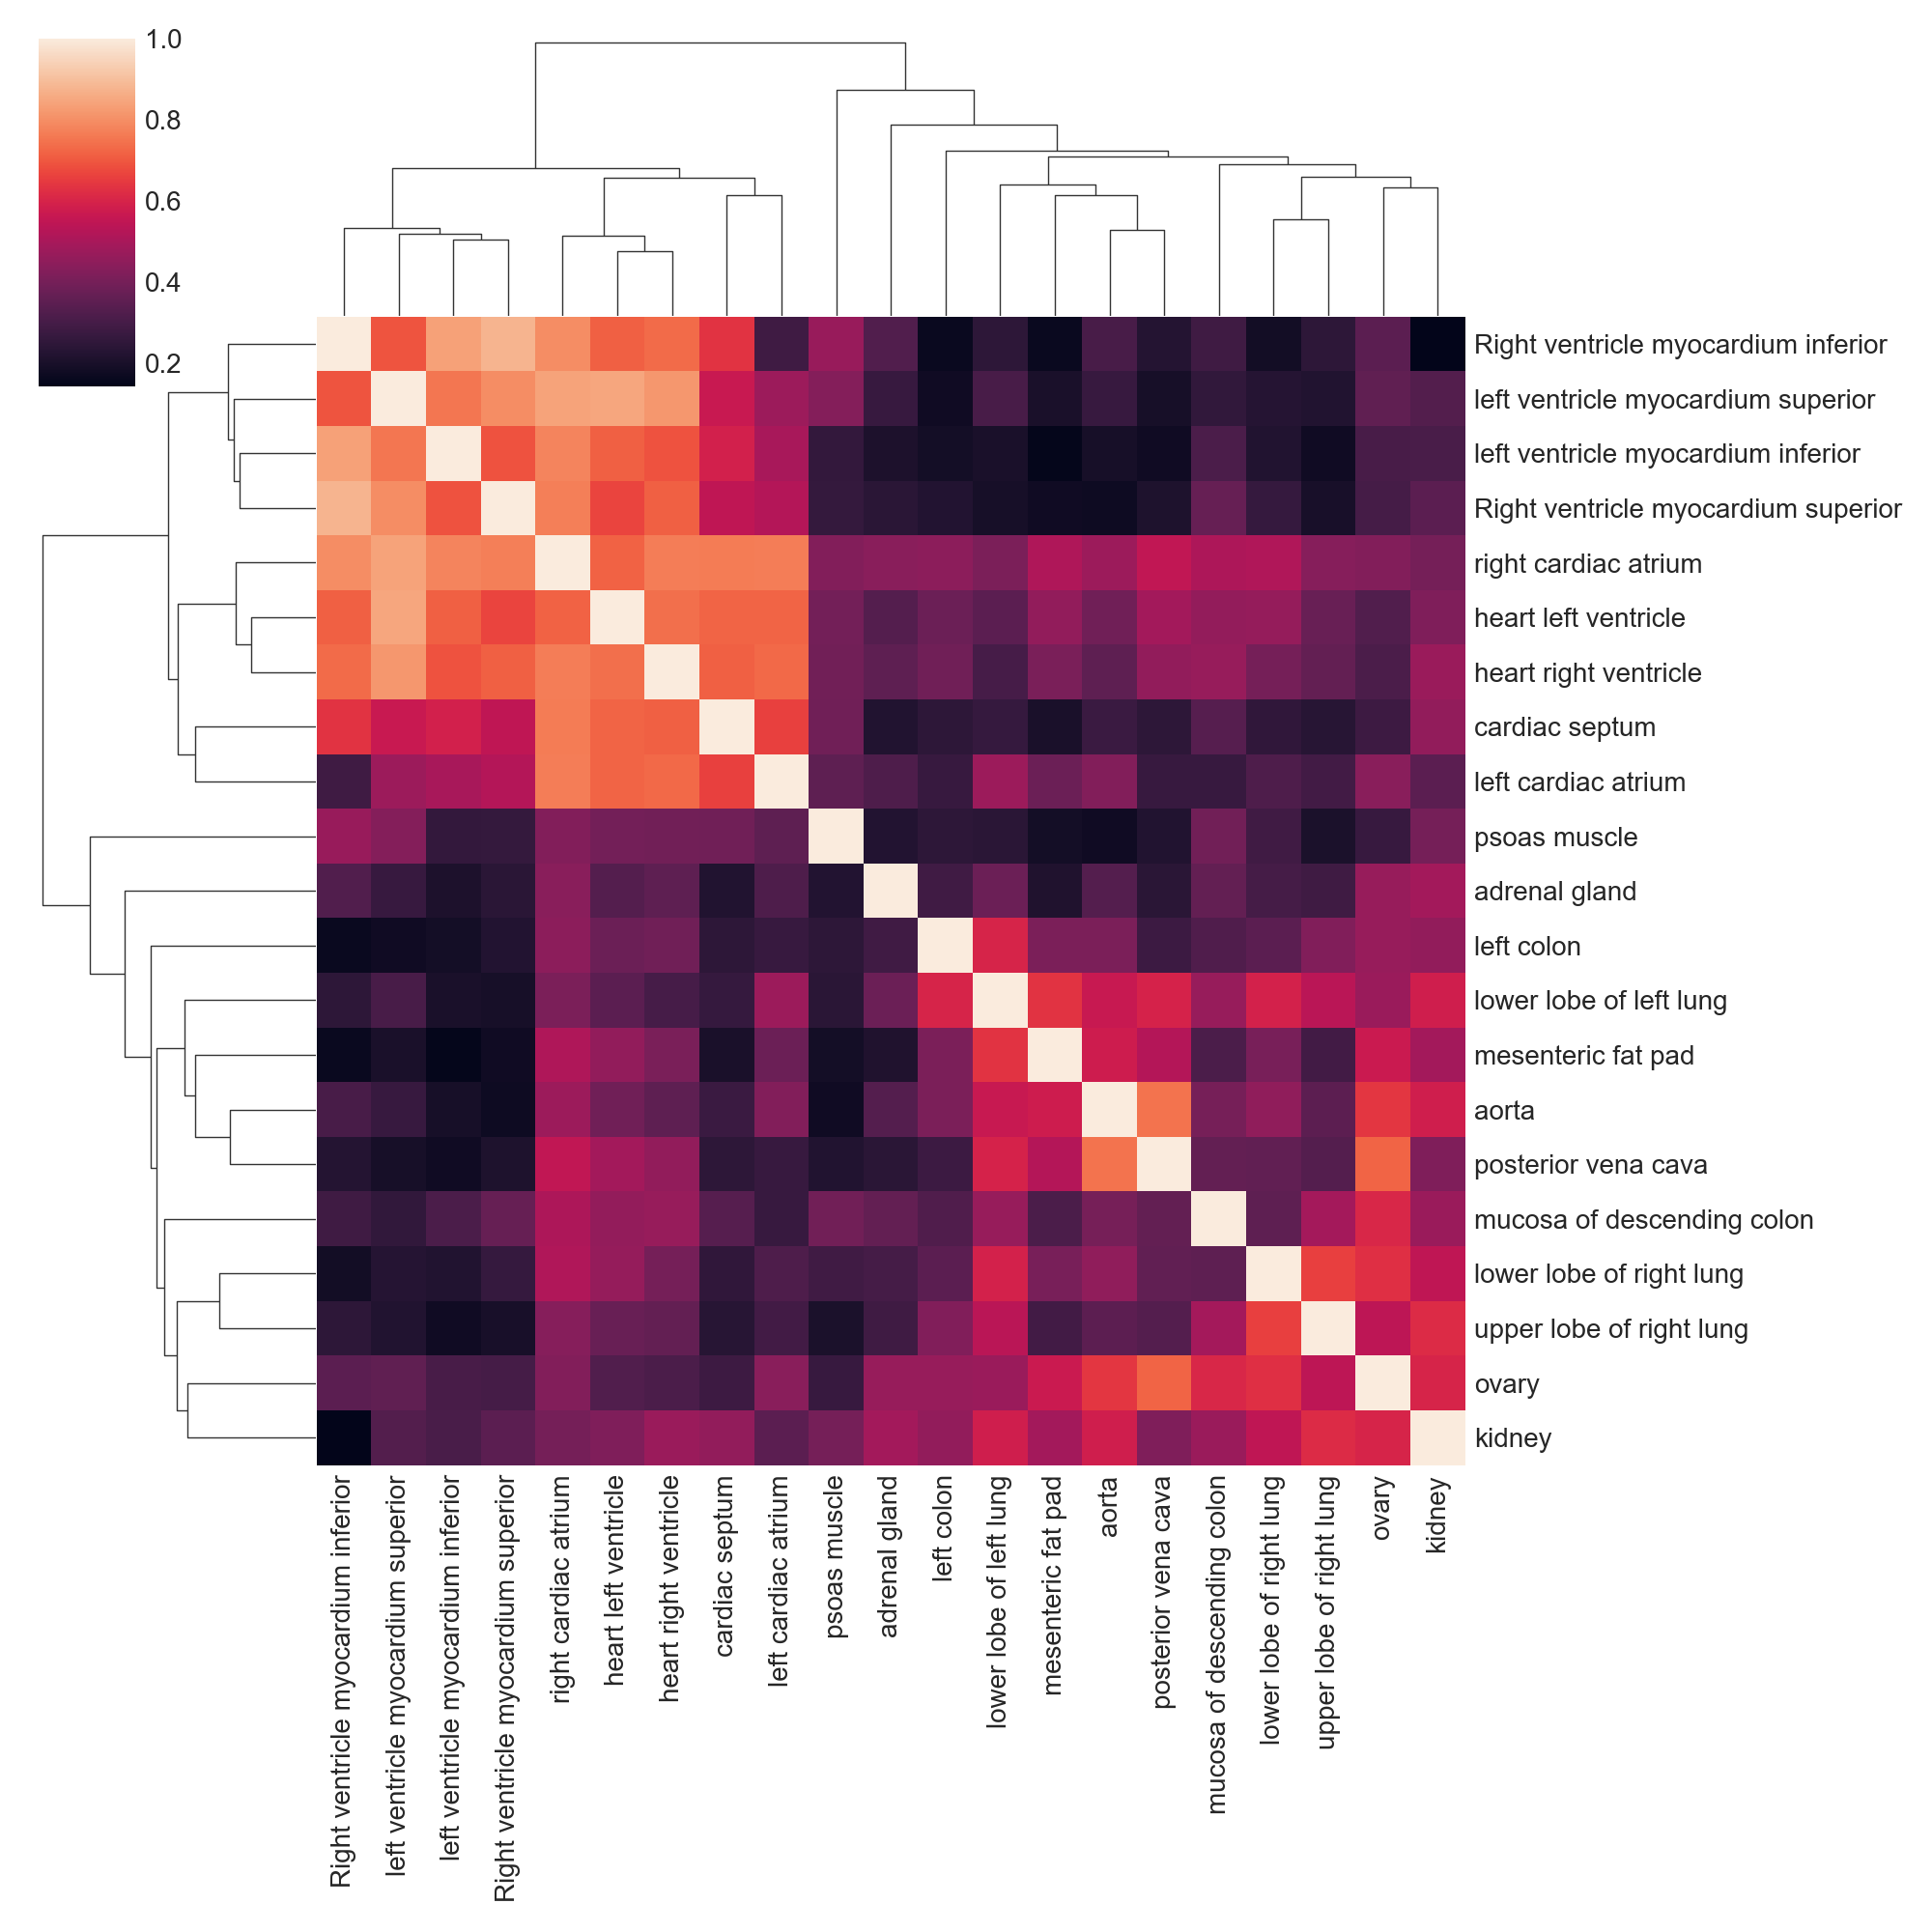 1.0
0.8
0.6
0.4
0.2
Right ventricle myocardium inferior
left ventricle myocardium superior
left ventricle myocardium inferior
Right ventricle myocardium superior
right cardiac atrium
heart left ventricle
heart right ventricle
cardiac septum
left cardiac atrium
psoas muscle
adrenal gland
left colon
lower lobe of left lung
mesenteric fat pad
aorta
posterior vena cava
mucosa of descending colon
lower lobe of right lung
upper lobe of right lung
ovary
kidney
Right ventricle myocardium inferior
left ventricle myocardium superior
left ventricle myocardium inferior
Right ventricle myocardium superior
right cardiac atrium
heart left ventricle
heart right ventricle
cardiac septum
left cardiac atrium
psoas muscle
adrenal gland
left colon
lower lobe of left lung
mesenteric fat pad
aorta
posterior vena cava
mucosa of descending colon
lower lobe of right lung
upper lobe of right lung
ovary
kidney